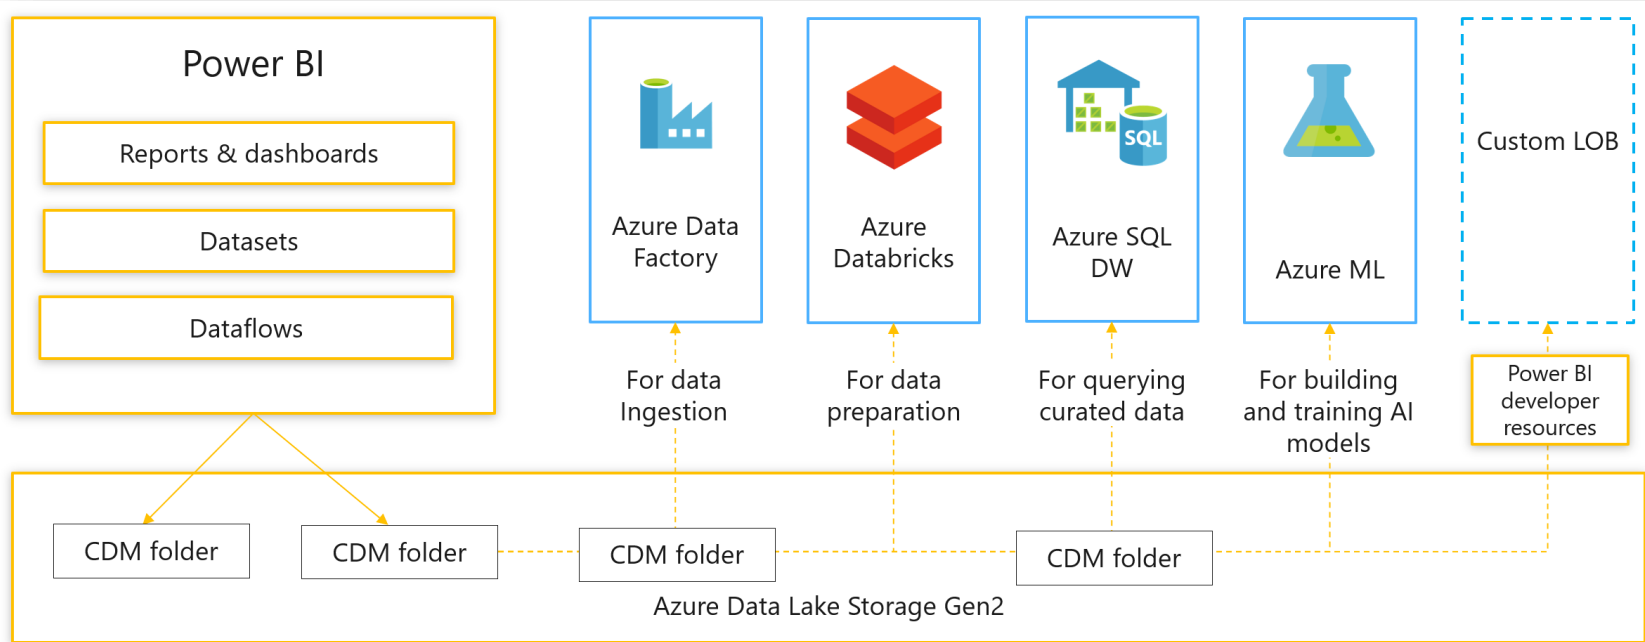 Power BI
Reports & dashboards
Datasets
Dataflows
Azure Data
Factory
Azure
Databricks
SQL
Azure SQL
DW
Azure ML
Custom LOB
For data
Ingestion
For data
preparation
For querying
curated data
For building
and training AI
models
Power BI
developer
resources
CDM folder
CDM folder
CDM folder
CDM folder
Azure Data Lake Storage Gen2